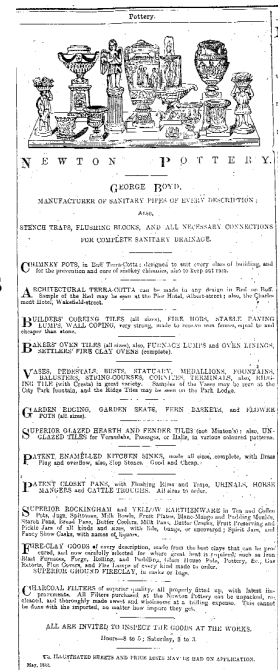 Pottery.
NEWTON POTTERY.
GEORGE BOYD,
MANUFACTURER OF SANITARY PIPES OF EVERY DESCRIPTION;
Also,
STENCH TRAPS, FLUSHING BLOCKS, AND ALL NECESSARY CONNECTIONS
FOR COMPLETE SANITARY DRAINAGE.
CHIMNEY POTS, in Buff Terra-Cotta; designed to suit every class of building, and
for the prevention and cure of smokey chimnies, also to keep out rain.
ARCHITECTURAL TERRA-COTTA can be made to any design in Red or Buff.
Sample of the Red may be seen at the Pier Hotel, Albert-street; also, the Charle-
mont Hotel, Wakefield-street.
BUILDERS' CORBING TILES (all sizes), FIRE HOBS, STABLE PAVING
LUMPS, WALL COPING, very strong, made to
cheaper than stone.
BAKERS' OVEN TILES (all sizes); also, FURNACE LUMPS and OVEN LININGS,
SETTLERS' FIRE CLAY OVENS (complete).
VASES, PEDESTALS, BUSTS, STATUARY, MEDALLIONS, FOUNTAINS,
BALUSTERS, STRING-COURSES, CORNICES, TERMINALS, also, RIDG-
ING TILE (with Crests) in great variety. Samples of the Vases may be seen at the
City Park fountain, and the Ridge Tiles may be seen on the Park Lodge.
GARDEN EDGING, GARDEN SEATS, FERN BASKETS, and FLOWER
POTS (all sizes).
SUPERIOR GLAZED HEARTH AND FENDER TILES (not Minton's); also, UN-
GLAZED TILES for Verandahs, Passages, or Halls, in various coloured patterns.
PATENT ENAMELLED KITCHEN SINKS, made all sizes, complete, with Brass
Plug and overflow, also, Slop Stones. Good and Cheap.
PATENT CLOSET PANS, with Flushing Rims and Traps, URINALS, HORSE
MANGERS and CATTLE TROUGHS. All sizes to order.
SUPERIOR ROCKINGHAM and YELLOW EARTHENWARE in Tea and Coffee
Pots, Jugs, Spittoons, Milk Bowls, Fruit Plates, Blanc-Mange and Pudding Moulds,
Starch Pans, Bread Pans, Butter Coolers, Milk Pans, Butter Crocks, Fruit Preserving and
Pickle Jars of all kinds and sizes, with lids, lunge, or uncovered; Spirit Jars, and
Fancy Show Casks, with names of liquors.
FIRE-CLAY GOODS of every description, made from the best clays that can be pro-
cured, and now carefully selected for where great heat is required; such as Iron
Blast Furnaces, Forge, Rolling, and Puddling, Glass House Pots, Pottery, &c., Gas
Retorts, Flue Covers, and Fire Lumps of every kind made to order.
SUPERIOR GROUND FIRECLAY, in casks or bags.
CHARCOAL FILTERS of superior quality, all properly fitted up, with latest im-
provements. All Filters purchased at the Newton Pottery can be unpacked, re-
cleaned, and thoroughly made sweet and wholesome at a trifling expense. This cannot
be done with the imported, no matter how impure they get.
ALL ARE INVITED TO INSPECT THE GOODS AT THE WORKS.
Hours—8 to 5; Saturday, 8 to 3.
ILLUSTRATED SHEETS AND PRICE LISTS MAY BE HAD ON APPLICATION.
May,